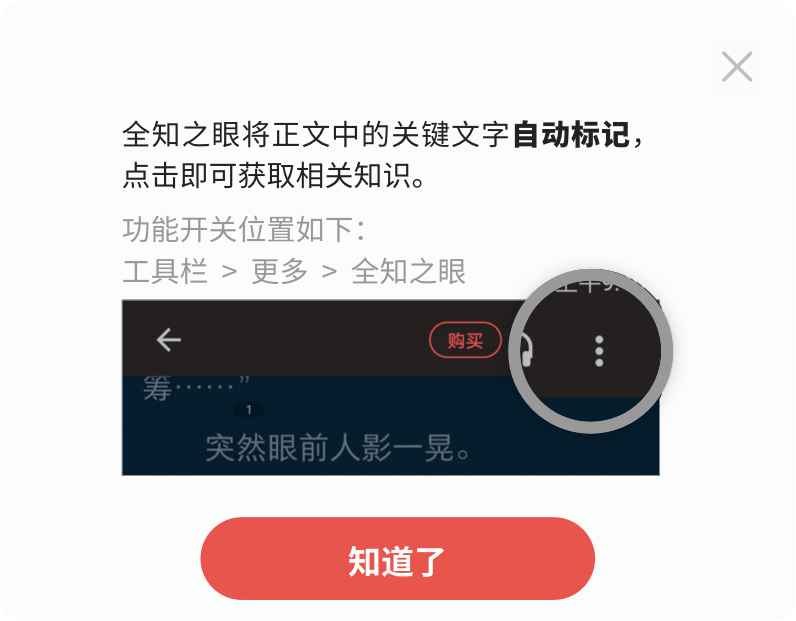 全知之眼将正文中的关键文字自动标记，
点击即可获取相关知识。
功能开关位置如下：
工具栏 > 更多 > 全知之眼
购买
筹……”
1
突然眼前人影一晃。
知道了